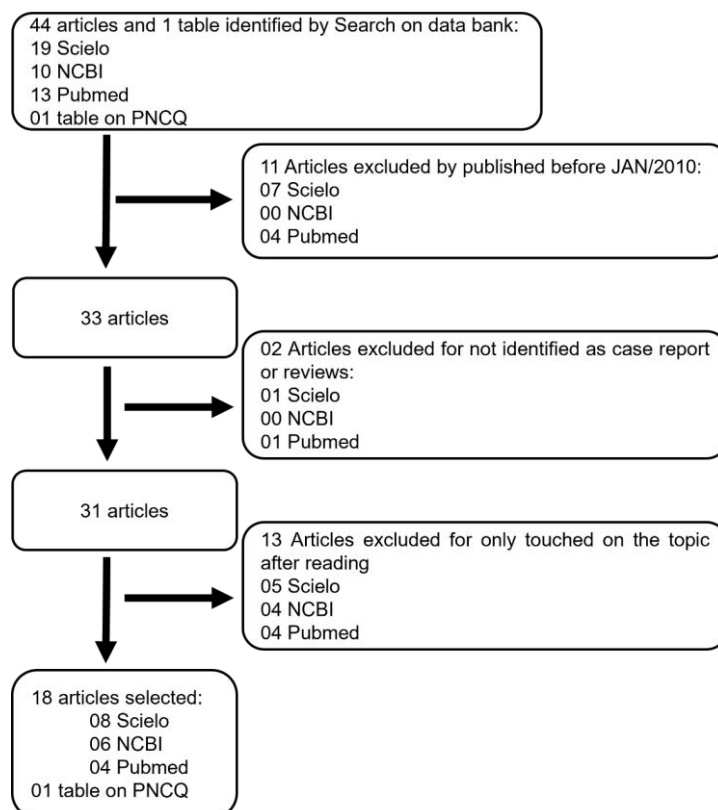 44 articles and 1 table identified by Search on data bank:
19 Scielo
10 NCBI
13 Pubmed
01 table on PNCQ
11 Articles excluded by published before JAN/2010:
07 Scielo
00 NCBI
04 Pubmed
33 articles
02 Articles excluded for not identified as case report
or reviews:
01 Scielo
00 NCBI
01 Pubmed
31 articles
13 Articles excluded for only touched on the topic
after reading
05 Scielo
04 NCBI
04 Pubmed
18 articles selected:
08 Scielo
06 NCBI
04 Pubmed
01 table on PNCQ